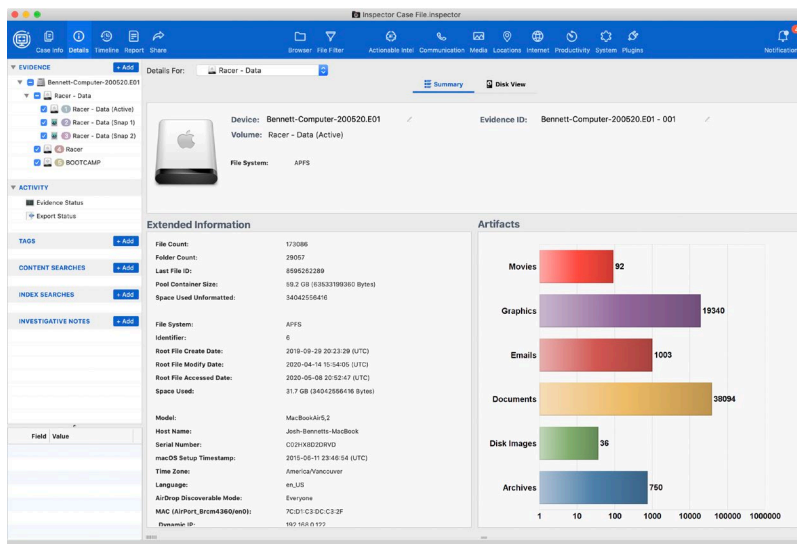 Inspector Case File.inspector
Case Info Details Timeline Report Share Browser File Filter Actionable Intel Communication Media Locations Internet Productivity System Plugins Notification
EVIDENCE + Add
Bennett-Computer-200520.E01
Racer - Data
1 Racer - Data (Active)
2 Racer - Data (Snap 1)
3 Racer - Data (Snap 2)
4 Racer
5 BOOTCAMP
ACTIVITY
Evidence Status
Export Status
TAGS + Add
CONTENT SEARCHES + Add
INDEX SEARCHES + Add
INVESTIGATIVE NOTES + Add
Field Value
Details For: Racer - Data
Summary Disk View
Device: Bennett-Computer-200520.E01 Evidence ID: Bennett-Computer-200520.E01 - 001
Volume: Racer - Data (Active)
File System: APFS
Extended Information
File Count: 173086
Folder Count: 29057
Last File ID: 8595262289
Pool Container Size: 59.2 GB (63533199360 Bytes)
Space Used Unformatted: 34042556416
File System: APFS
Identifier: 6
Root File Create Date: 2019-09-29 20:23:29 (UTC)
Root File Modify Date: 2020-04-14 15:54:05 (UTC)
Root File Accessed Date: 2020-05-08 20:52:47 (UTC)
Space Used: 31.7 GB (34042556416 Bytes)
Model: MacBookAir5,2
Host Name: Josh-Bennetts-MacBook
Serial Number: C02HX8D2DRVD
macOS Setup Timestamp: 2015-06-11 23:46:54 (UTC)
Time Zone: America/Vancouver
Language: en_US
AirDrop Discoverable Mode: Everyone
MAC (AirPort_Brcm4360/en0): 7C:D1:C3:DC:C3:2F
Dynamic IP: 192.168.0.122
Artifacts
Movies 92
Graphics 19340
Emails 1003
Documents 38094
Disk Images 36
Archives 750
1 10 100 1000 10000 100000 1000000